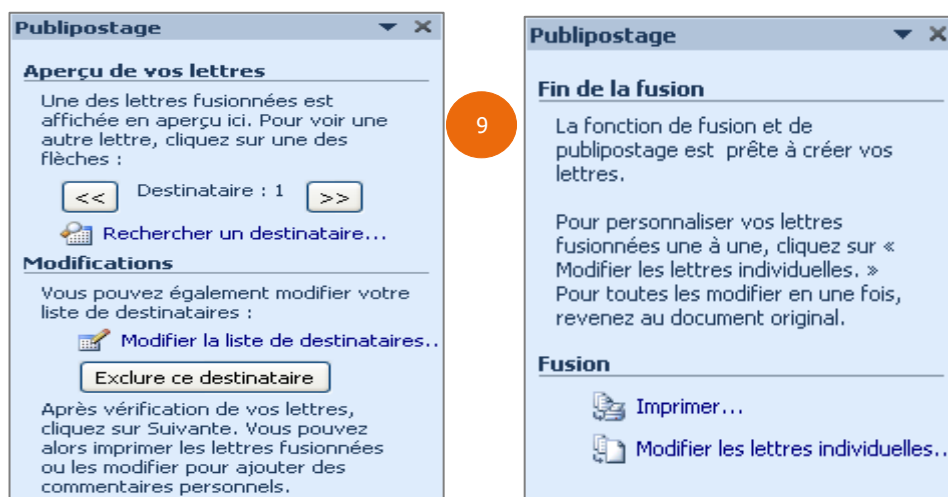 Publipostage
Aperçu de vos lettres
Une des lettres fusionnées est
affichée en aperçu ici. Pour voir une
autre lettre, cliquez sur une des
flèches :
<< Destinataire : 1 >>
Rechercher un destinataire...
Modifications
Vous pouvez également modifier votre
liste de destinataires :
Modifier la liste de destinataires..
Exclure ce destinataire
Après vérification de vos lettres,
cliquez sur Suivante. Vous pouvez
alors imprimer les lettres fusionnées
ou les modifier pour ajouter des
commentaires personnels.
9
Publipostage
Fin de la fusion
La fonction de fusion et de
publipostage est prête à créer vos
lettres.
Pour personnaliser vos lettres
fusionnées une à une, cliquez sur «
Modifier les lettres individuelles. »
Pour toutes les modifier en une fois,
revenez au document original.
Fusion
Imprimer...
Modifier les lettres individuelles..